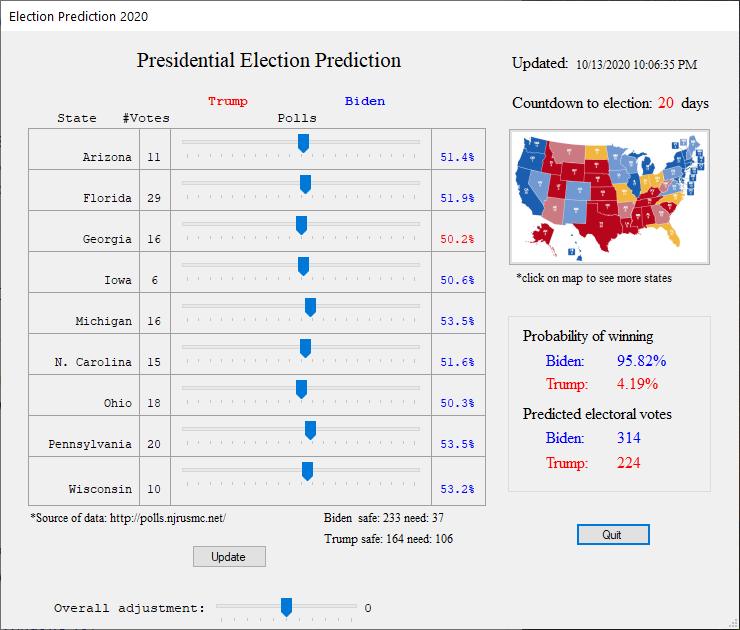 Election Prediction 2020
Presidential Election Prediction
Updated: 10/13/2020 10:06:35 PM
Trump Biden
Countdown to election: 20 days
State #Votes Polls
Arizona 11 51.4%
Florida 29 51.9%
Georgia 16 50.2%
*click on map to see more states
Iowa 6 50.6%
Michigan 16 53.5%
Probability of winning
Biden: 95.82%
N. Carolina 15 51.6%
Trump: 4.19%
Ohio 18 50.3%
Predicted electoral votes
Biden: 314
Pennsylvania 20 53.5%
Trump: 224
Wisconsin 10 53.2%
*Source of data: http://polls.njrusmc.net/
Biden safe: 233 need: 37
Trump safe: 164 need: 106
Quit
Update
Overall adjustment: 0